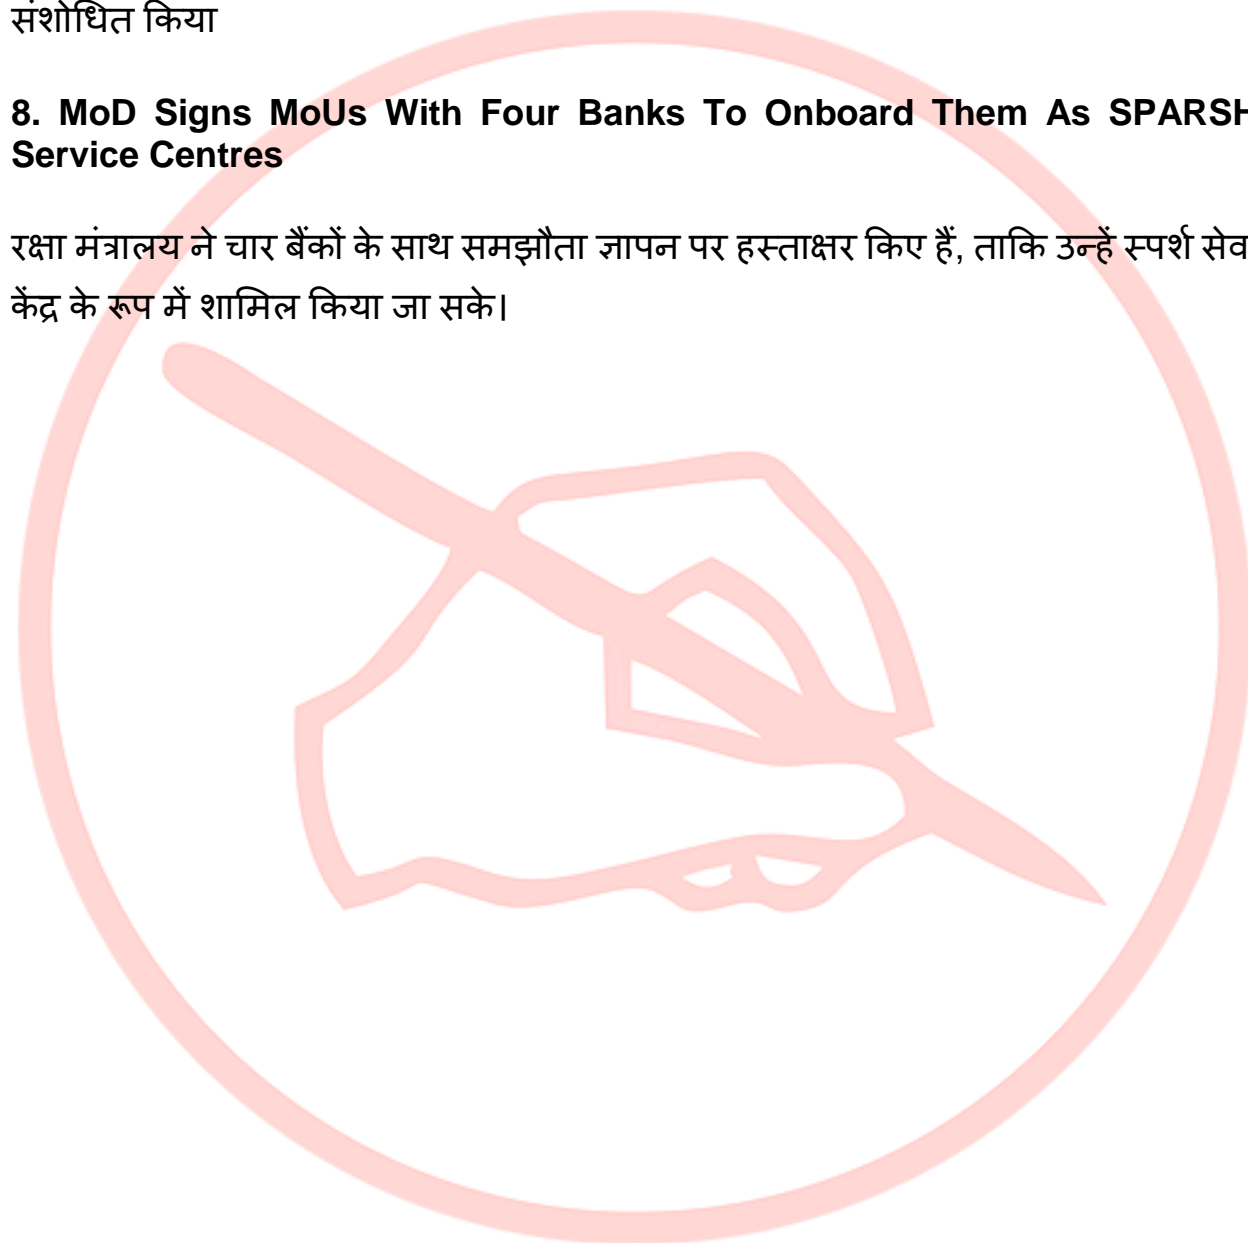 संशोधित किया
8. MoD Signs MoUs With Four Banks To Onboard Them As SPARSH
Service Centres
रक्षा मंत्रालय ने चार बैंकों के साथ समझौता ज्ञापन पर हस्ताक्षर किए हैं, ताकि उन्हें स्पर्श सेव
केंद्र के रूप में शामिल किया जा सके।